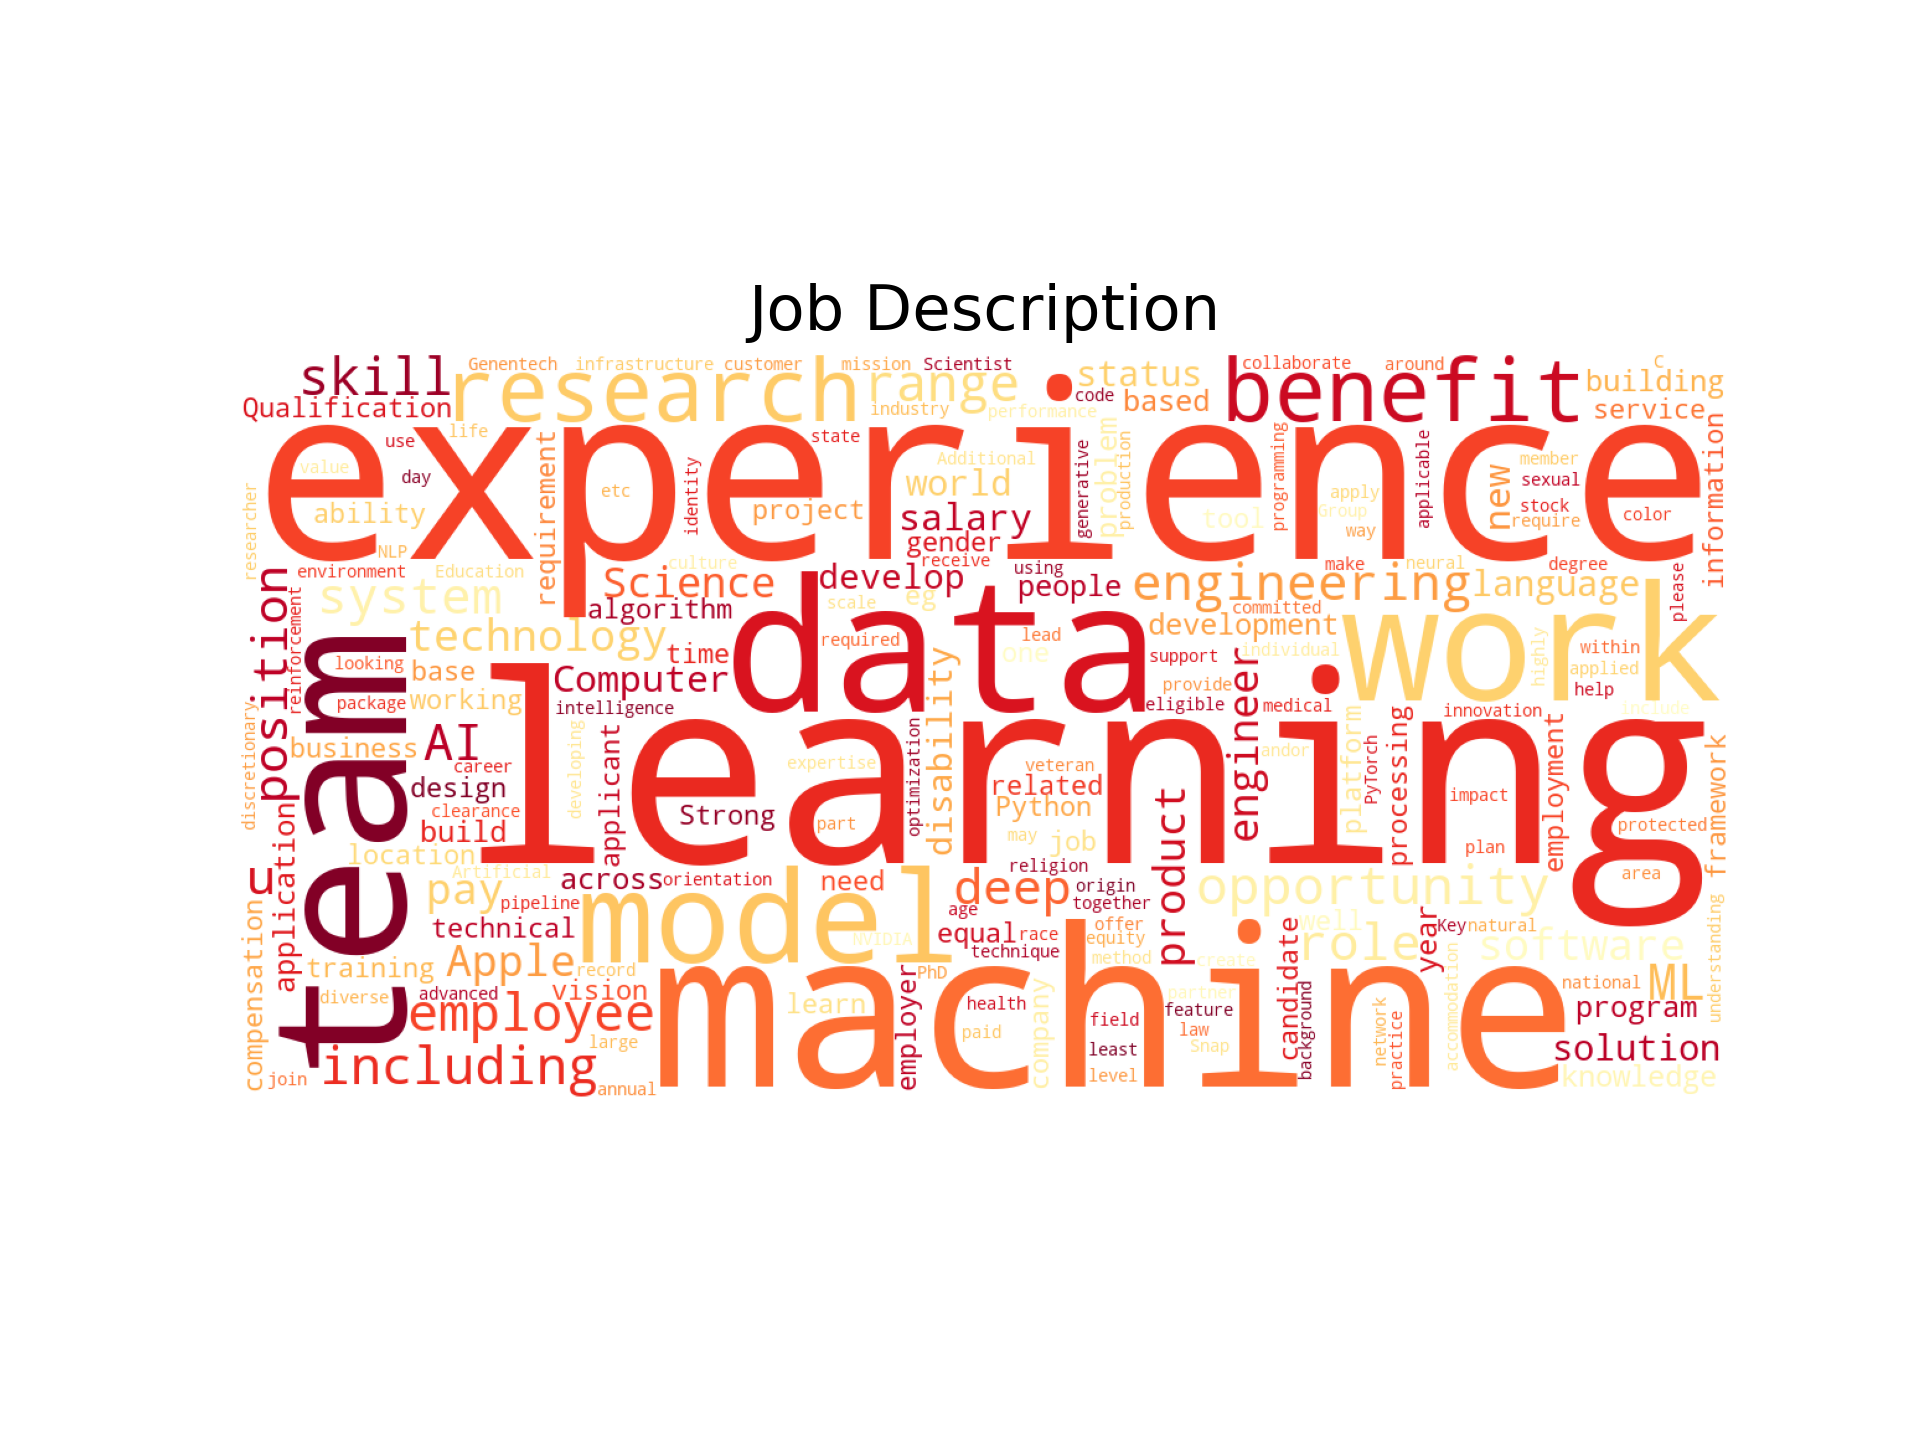 Job Description
skill
Genentech
infrastructure
customer
mission
Scientist
collaborate
around
C
Qualification
research
range
status
benefit
building
industry
performance
code
based
service
experience
use
life
state
value
day
requirement
etc
identity
Additional
world
generative
problem
production
programming
applicable
new
member
sexual
information
researcher
ability
project
salary
tool
apply
Group
way
stock
require
color
NLP
gender
environment
Education
culture
receive
using
make
neural
degree
position
reinforcement
system
Science
develop
people
engineering
language
please
algorithm
scale
eg
committed
technology
time
required
data
lead
one
development
individual
work
highly
within
applied
help
looking
base
Computer
support
package
working
intelligence
disability
provide
eligible
engineer
medical
innovation
include
team
learning
discretionary
business
AI
career
developing
applicant
optimization
expertise
veteran
related
andor
platform
PyTorch
processing
employment
framework
design
clearance
build
Strong
part
Python
may
job
product
impact
plan
protected
location
Artificial
application
u
pay
pipeline
across
orientation
need
religion
deep
origin
together
opportunity
area
understanding
technical
model
age
NVIDIA
equal
race
offer
equity
technique
well
role
year
Key
natural
software
compensation
training
Apple
record
PhD
method
create
candidate
accommodation
national
ML
diverse
advanced
vision
employee
learn
employer
health
company
partner
feature
background
program
machine
large
paid
field
law
Snap
least
level
network
practice
solution
knowledge
join
including
annual